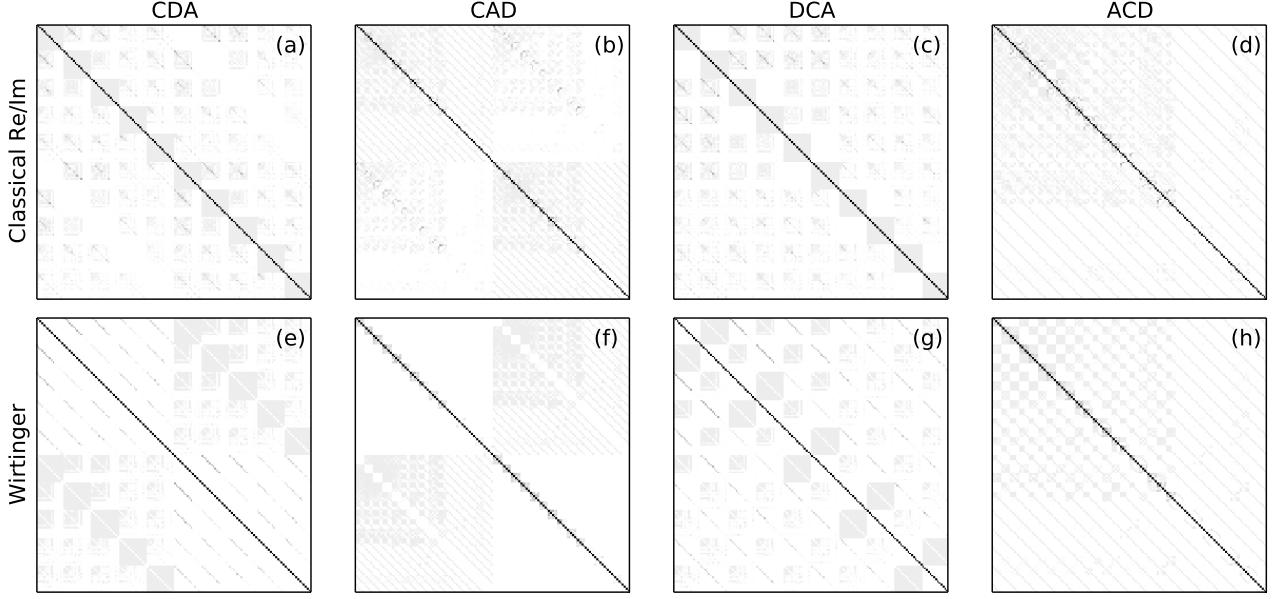 CDA CAD DCA ACD
Classical Re/Im
(a) (b) (c) (d)
Wirtinger
(e) (f) (g) (h)